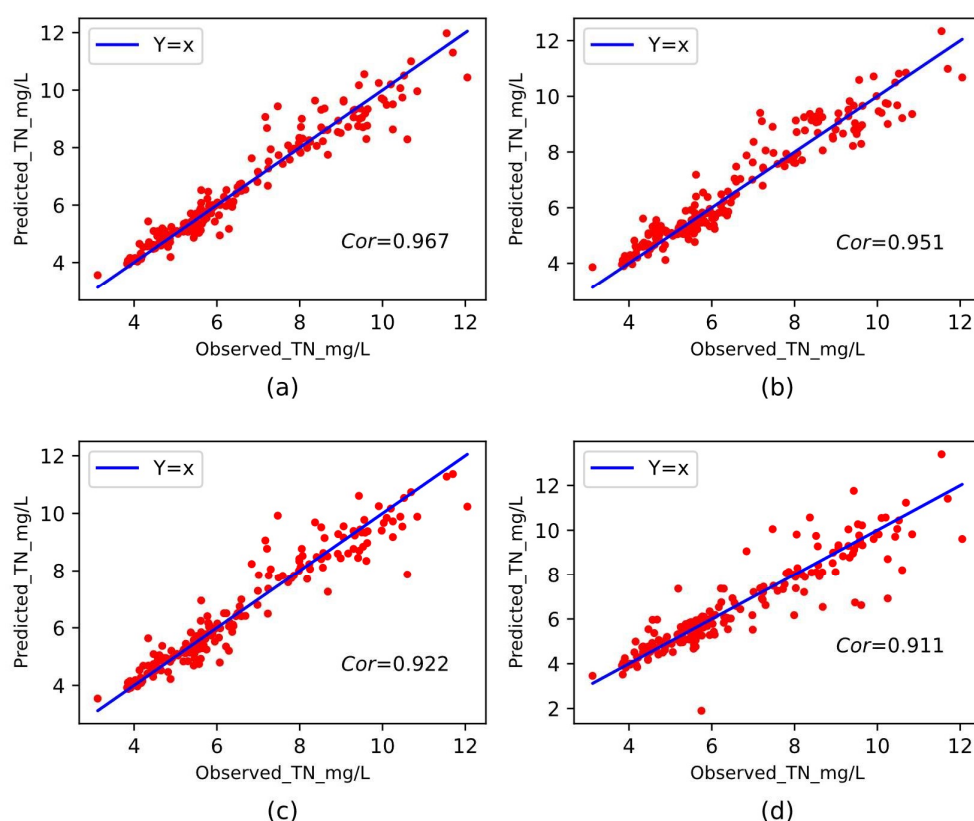 Y=x
12
10
8
6
4
Predicted_TN_mg/L
Cor=0.967
4 6 8 10 12
Observed_TN_mg/L
(a)
Y=x
12
10
8
6
4
Predicted_TN_mg/L
Cor=0.951
4 6 8 10 12
Observed_TN_mg/L
(b)
Y=x
12
10
8
6
4
Predicted_TN_mg/L
Cor=0.922
4 6 8 10 12
Observed_TN_mg/L
(c)
Y=x
12
10
8
6
4
2
Predicted_TN_mg/L
Cor=0.911
4 6 8 10 12
Observed_TN_mg/L
(d)